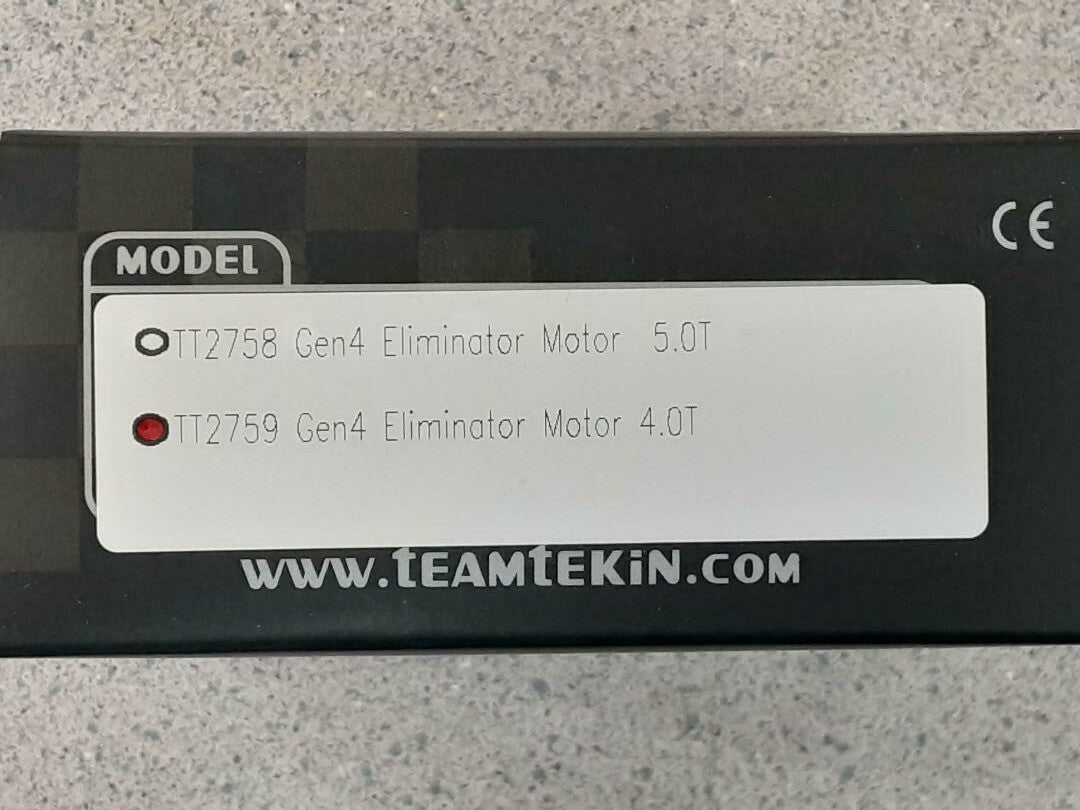 CE
MODEL
TT2758 Gen4 Eliminator Motor 5.0T
TT2759 Gen4 Eliminator Motor 4.0T
www.tEAMtEKiN.COM